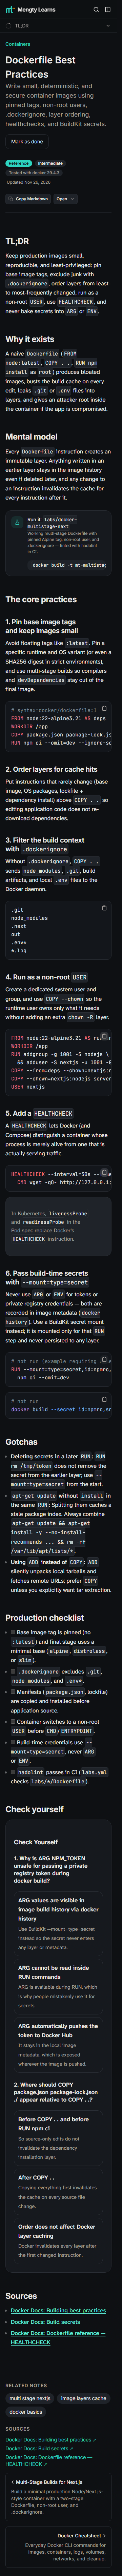 Mengty Learns
TL;DR
Containers
Dockerfile Best
Practices
Write small, deterministic, and
secure container images using
pinned tags, non-root users,
.dockerignore, layer ordering,
healthchecks, and BuildKit secrets.
Mark as done
Reference
Intermediate
Tested with docker 29.4.3
Copy Markdown
Open
TL;DR
Keep production images small,
reproducible, and least-privileged: pin
base image tags, exclude junk with
.dockerignore, order layers from least-
to most-frequently changed, run as a
non-root USER, use HEALTHCHECK, and
never bake secrets into ARG or ENV.
Why it exists
A naive Dockerfile (FROM
node:latest, COPY . ., RUN npm
install as root) produces bloated
images, busts the build cache on every
edit, leaks .git or .env files into
layers, and gives an attacker root inside
the container if the app is compromised.
Mental model
Every Dockerfile instruction creates an
immutable layer. Anything written in an
earlier layer stays in the image history
even if deleted later, and any change to
an instruction invalidates the cache for
every instruction after it.
Run it: labs/docker-
multistage-next
Working multi-stage Dockerfile with
pinned Alpine tag, non-root user, and
.dockerignore — linted with hadolint
in CI.
docker build -t mt-multistag
The core practices
1. Pin base image tags
and keep images small
Avoid floating tags like :latest. Pin a
specific runtime and OS variant (or even a
SHA256 digest in strict environments),
and use multi-stage builds so compilers
and devDependencies stay out of the
final image.
# syntax=docker/dockerfile:1
FROM node:22-alpine3.21 AS deps
WORKDIR /app
COPY package.json package-lock.js
RUN npm ci --omit=dev --ignore-sc
2. Order layers for cache hits
Put instructions that rarely change (base
image, OS packages, lockfile +
dependency install) above COPY . . so
editing application code does not re-
download dependencies.
3. Filter the build context
with .dockerignore
Without .dockerignore, COPY . .
sends node_modules, .git, build
artifacts, and local .env files to the
Docker daemon.
.git
node_modules
.next
out
.env*
*.log
4. Run as a non-root USER
Create a dedicated system user and
group, and use COPY --chown so the
runtime user owns only what it needs
without adding an extra chown -R layer.
FROM node:22-alpine3.21 AS runner
WORKDIR /app
RUN addgroup -g 1001 -S nodejs \
&& adduser -S nextjs -u 1001 -G
COPY --from=deps --chown=nextjs:n
COPY --chown=nextjs:nodejs server
USER nextjs
5. Add a HEALTHCHECK
A HEALTHCHECK lets Docker (and
Compose) distinguish a container whose
process is merely alive from one that is
actually serving traffic.
HEALTHCHECK --interval=30s --
CMD wget -qO- http://127.0.0.1:
In Kubernetes, livenessProbe
and readinessProbe in the
Pod spec replace Docker's
HEALTHCHECK instruction.
6. Pass build-time secrets
with --mount=type=secret
Never use ARG or ENV for tokens or
private registry credentials — both are
recorded in image metadata (docker
history). Use a BuildKit secret mount
instead; it is mounted only for that RUN
step and never persisted to any layer.
# not run (example requiring
RUN --mount=type=secret,id=npmrc,
npm ci --omit=dev
# not run
docker build --secret id=npmrc,sr
Gotchas
• Deleting secrets in a later RUN: RUN
rm /tmp/token does not remove the
secret from the earlier layer; use --
mount=type=secret from the start.
• apt-get update without install in
the same RUN: Splitting them caches a
stale package index. Always combine
apt-get update && apt-get
install -y --no-install-
recommends ... && rm -rf
/var/lib/apt/lists/*.
• Using ADD instead of COPY: ADD
silently unpacks local tarballs and
fetches remote URLs; prefer COPY
unless you explicitly want tar extraction.
Production checklist
• Base image tag is pinned (no
:latest) and final stage uses a
minimal base (alpine, distroless,
or slim).
• .dockerignore excludes .git,
node_modules, and .env*.
• Manifests (package.json, lockfile)
are copied and installed before
application source.
• Container switches to a non-root
USER before CMD / ENTRYPOINT.
• Build-time credentials use --
mount=type=secret, never ARG
or ENV.
• hadolint passes in CI (labs.yml
checks labs/*/Dockerfile).
Check yourself
Check Yourself
1. Why is ARG NPM_TOKEN
unsafe for passing a private
registry token during
docker build?
ARG values are visible in
image build history via docker
history
Use BuildKit --mount=type=secret
instead so the secret never enters
any layer or metadata.
ARG cannot be read inside
RUN commands
ARG is available during RUN, which
is why people mistakenly use it for
secrets.
ARG automatically pushes the
token to Docker Hub
It stays in the local image
metadata, which is exposed
wherever the image is pushed.
2. Where should COPY
package.json package-lock.json
./ appear relative to COPY . .?
Before COPY . . and before
RUN npm ci
So source-only edits do not
invalidate the dependency
installation layer.
After COPY . .
Copying everything first invalidates
the cache on every source file
change.
Order does not affect Docker
layer caching
Docker invalidates every layer after
the first changed instruction.
Sources
• Docker Docs: Building best practices
• Docker Docs: Build secrets
• Docker Docs: Dockerfile reference —
HEALTHCHECK
RELATED NOTES
multi stage nextjs
image layers cache
docker basics
SOURCES
Docker Docs: Building best practices ↗
Docker Docs: Build secrets ↗
Docker Docs: Dockerfile reference —
HEALTHCHECK ↗
Multi-Stage Builds for Next.js
Build a minimal production Node/Next.js-
style container with a two-stage
Dockerfile, non-root user, and
.dockerignore.
Docker Cheatsheet
Everyday Docker CLI commands for
images, containers, logs, volumes,
networks, and cleanup.